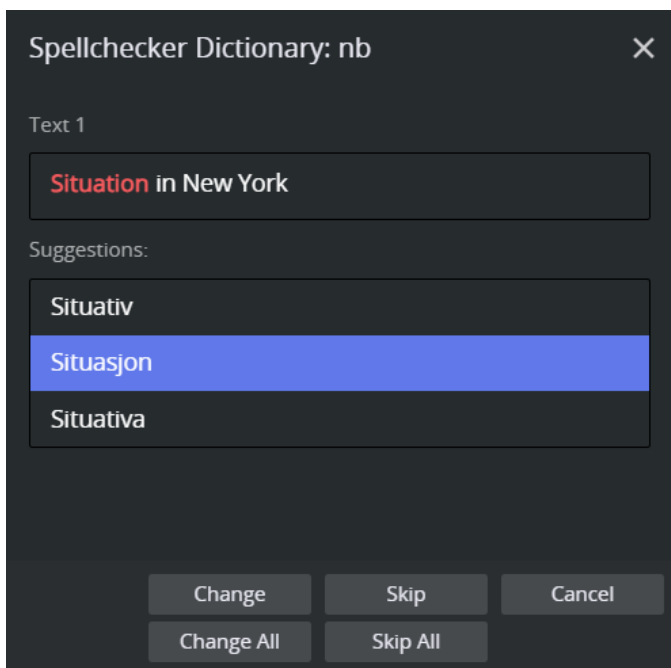 Spellchecker Dictionary: nb
Text 1
Situation in New York
Suggestions:
Situativ
Situasjon
Situativa
Change Skip Cancel
Change All Skip All